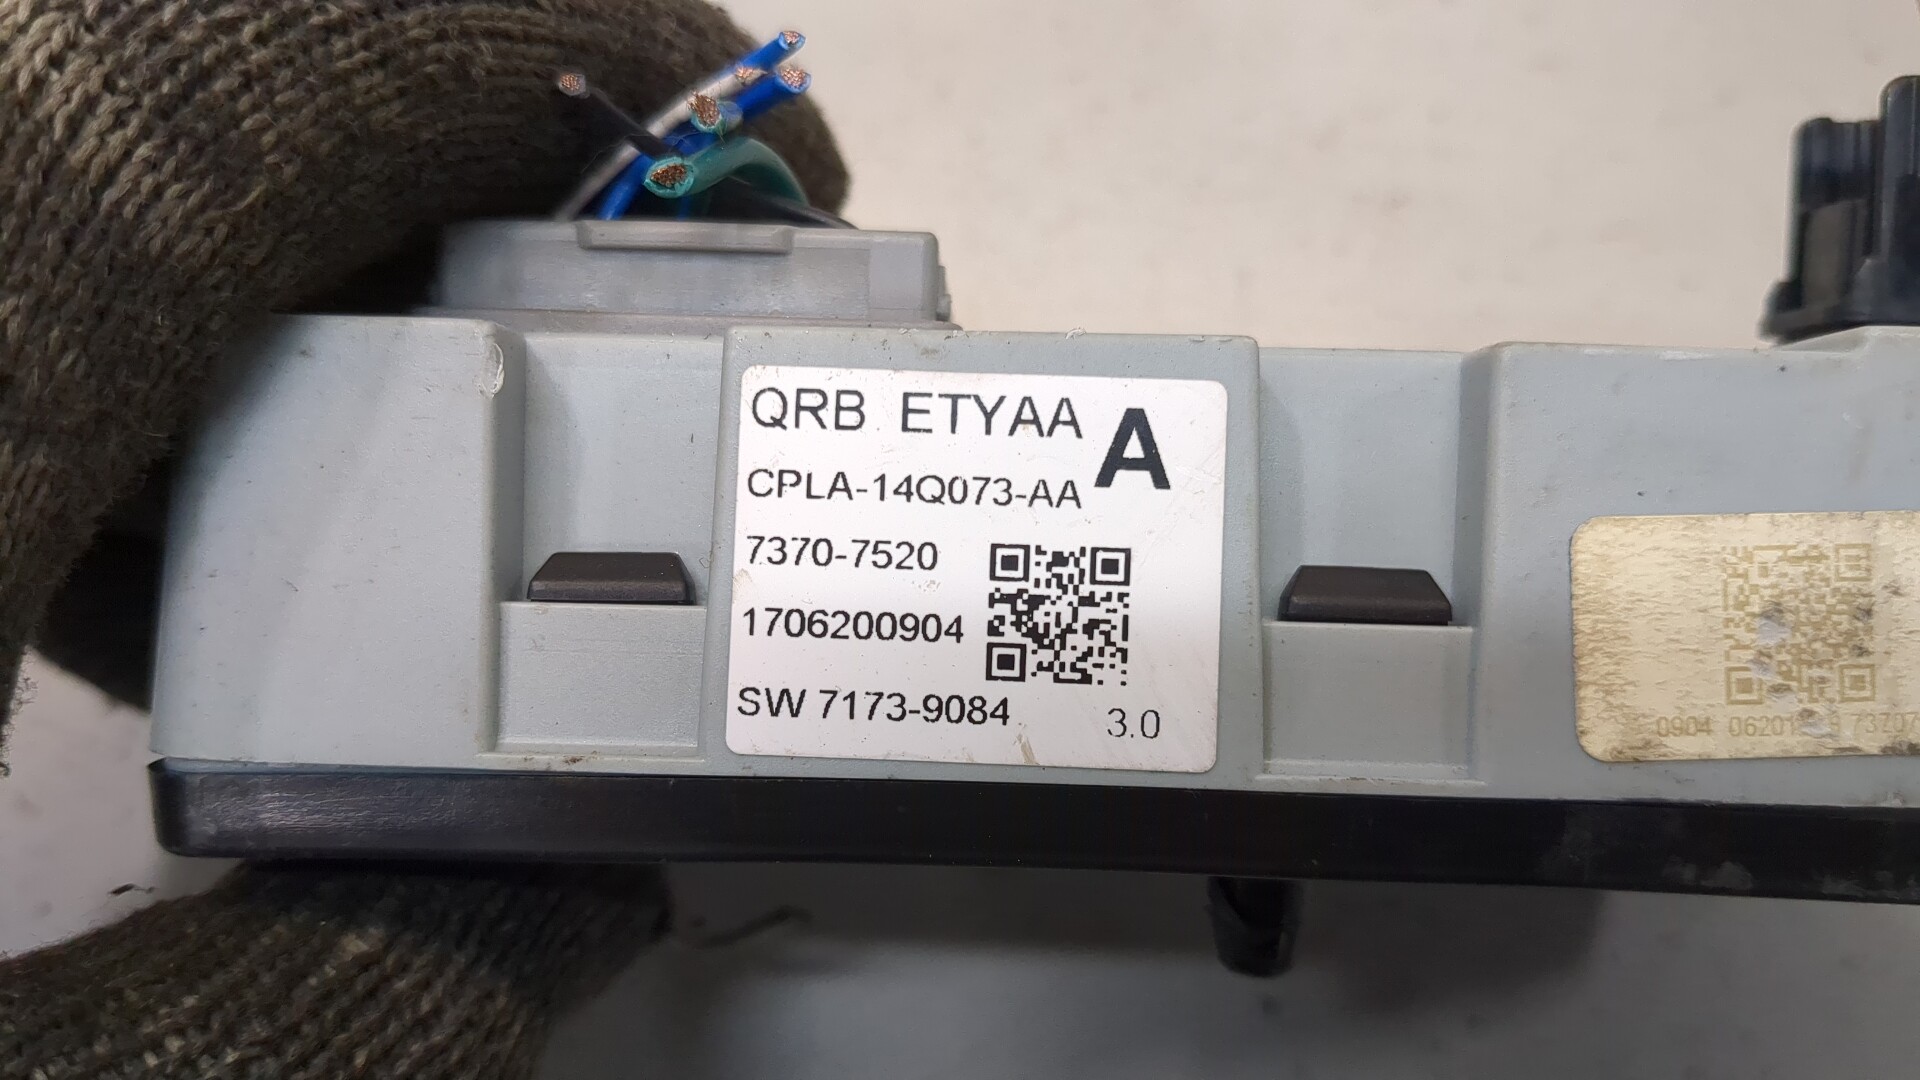 QRB ETYAA A
CPLA-14Q073-AA
7370-7520
1706200904
SW 7173-9084 3.0
0904